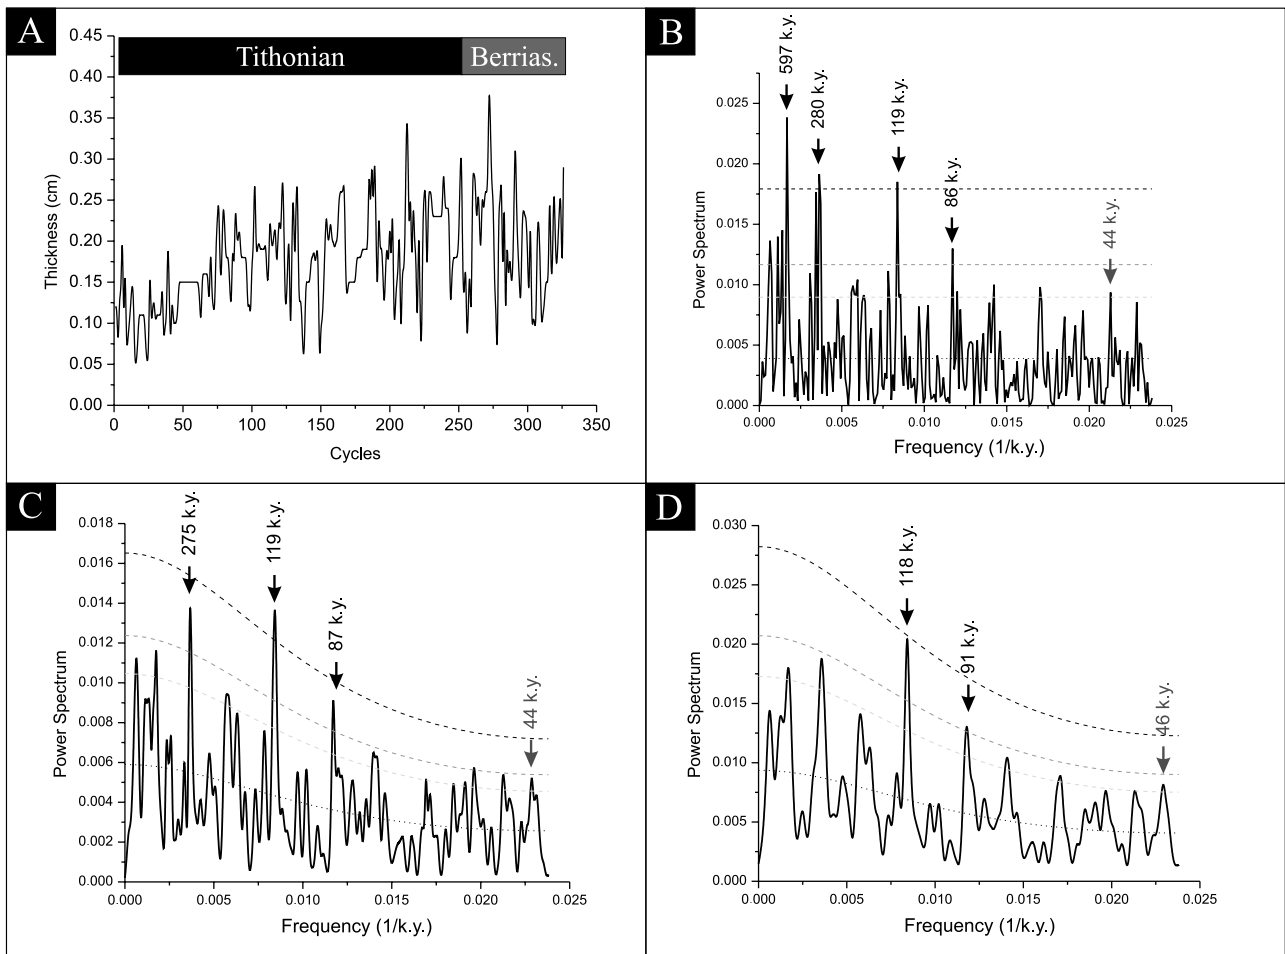 A
Tithonian
Berrias.
0.45
0.40
0.35
0.30
0.25
0.20
0.15
0.10
0.05
0.00
Thickness (cm)
0
50
100
150
200
250
300
350
Cycles
B
597 k.y.
280 k.y.
119 k.y.
86 k.y.
44 k.y.
0.025
0.020
0.015
0.010
0.005
0.000
Power Spectrum
0.000
0.005
0.010
0.015
0.020
0.025
Frequency (1/k.y.)
C
275 k.y.
119 k.y.
87 k.y.
44 k.y.
0.018
0.016
0.014
0.012
0.010
0.008
0.006
0.004
0.002
0.000
Power Spectrum
0.000
0.005
0.010
0.015
0.020
0.025
Frequency (1/k.y.)
D
118 k.y.
91 k.y.
46 k.y.
0.030
0.025
0.020
0.015
0.010
0.005
0.000
Power Spectrum
0.000
0.005
0.010
0.015
0.020
0.025
Frequency (1/k.y.)